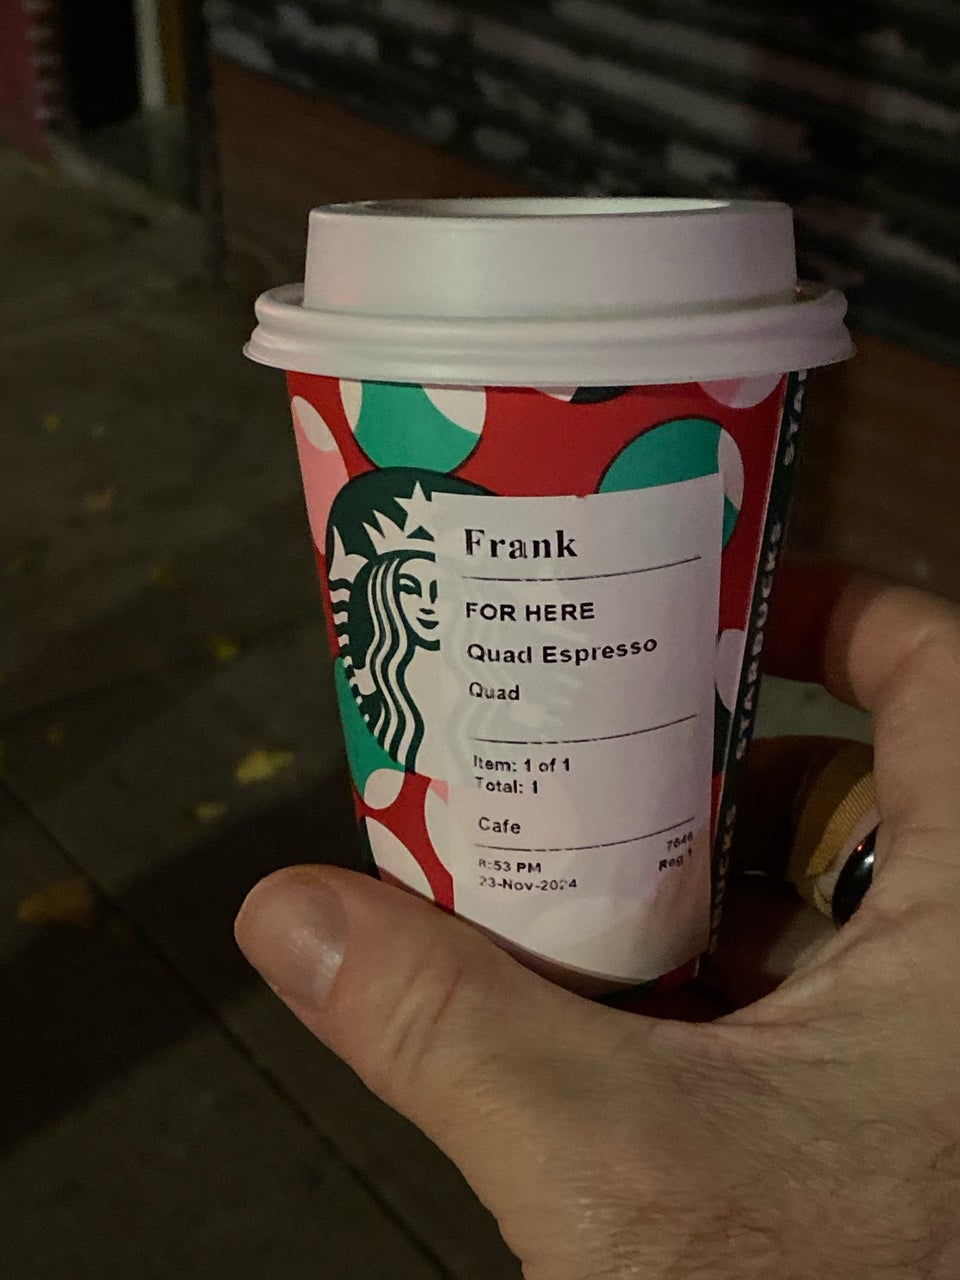 Frank
FOR HERE
Quad Espresso
Quad
Item: 1 of 1
Total: 1
Cafe
7646
8:53 PM
Reg 1
23-Nov-2024
STARBUCKS